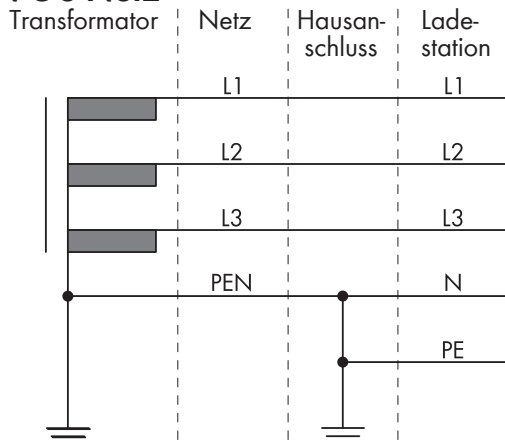 Transformator
Netz
Hausan-
schluss
Lade-
station
L1
L1
L2
L2
L3
L3
PEN
N
PE